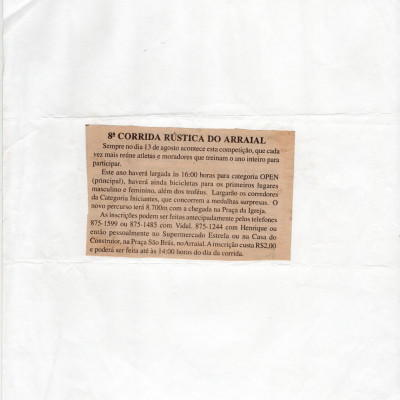 8ª CORRIDA RÚSTICA DO ARRAIAL
Sempre no dia 13 de agosto acontece esta competição, que cada
vez mais reúne atletas e moradores que treinam o ano inteiro para
participar.
Este ano haverá largada às 16:00 horas para categoria OPEN
(principal), haverá ainda bicicletas para os primeiros lugares
masculino e feminino, além dos troféus. Largarão os corredores
da Categoria Iniciantes, que concorrem a medalhas surpresas. O
novo percurso terá 8.700m com a chegada na Praça da Igreja.
As inscrições podem ser feitas antecipadamente pelos telefones
875-1599 ou 875-1485 com Vidal. 875-1244 com Henrique ou
então pessoalmente no Supermercado Estrela ou na Casa do
Construtor, na Praça São Brás, no Arraial. A inscrição custa R$2,00
e poderá ser feita até às 14:00 horas do dia da corrida.